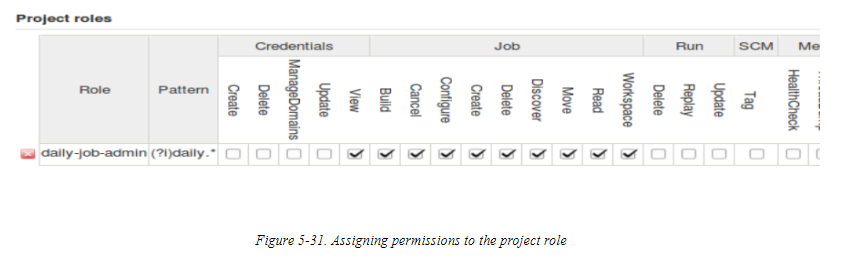 Project roles
Credentials Job Run SCM Me
Role Pattern Create Delete ManageDomains Update View Build Cancel Configure Create Delete Discover Move Read Workspace Delete Replay Update Tag HealthCheck
daily-job-admin (?i)daily.*
Figure 5-31. Assigning permissions to the project role